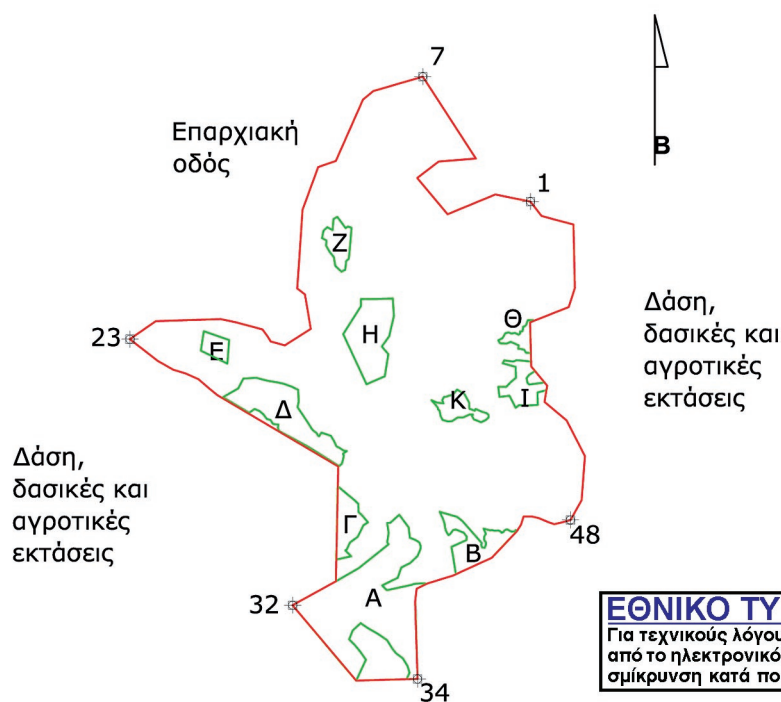 7
Επαρχιακή
οδός
Β
1
Ζ
Δάση,
δασικές και
αγροτικές
εκτάσεις
Θ
23
Ε
Η
Ι
Κ
Δ
Δάση,
δασικές και
αγροτικές
εκτάσεις
Γ
48
Β
32
Α
34
ΕΘΝΙΚΟ ΤΥ
Για τεχνικούς λόγου
από το ηλεκτρονικό
σμίκρυνση κατά πο